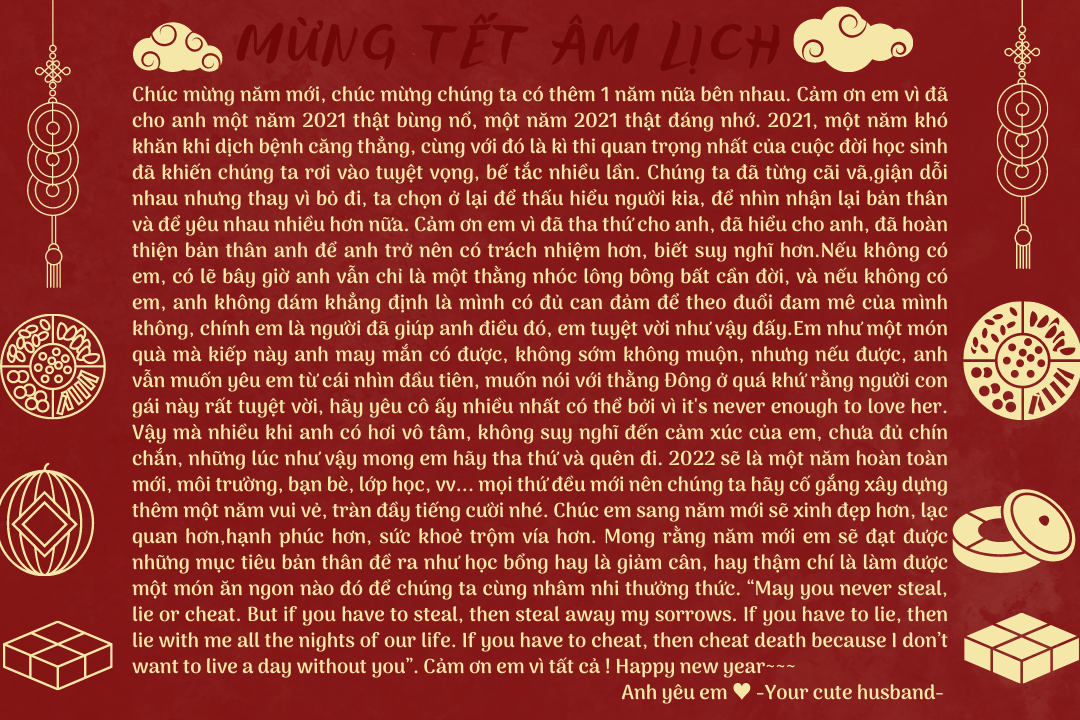 MỪNG TẾT ÂM LỊCH
Chúc mừng năm mới, chúc mừng chúng ta có thêm 1 năm nữa bên nhau. Cảm ơn em vì đã
cho anh một năm 2021 thật bùng nổ, một năm 2021 thật đáng nhớ. 2021, một năm khó
khăn khi dịch bệnh căng thẳng, cùng với đó là kì thi quan trọng nhất của cuộc đời học sinh
đã khiến chúng ta rơi vào tuyệt vọng, bế tắc nhiều lần. Chúng ta đã từng cãi vã,giận dỗi
nhau nhưng thay vì bỏ đi, ta chọn ở lại để thấu hiểu người kia, để nhìn nhận lại bản thân
và để yêu nhau nhiều hơn nữa. Cảm ơn em vì đã tha thứ cho anh, đã hiểu cho anh, đã hoàn
thiện bản thân anh để anh trở nên có trách nhiệm hơn, biết suy nghĩ hơn.Nếu không có
em, có lẽ bây giờ anh vẫn chỉ là một thằng nhóc lông bông bất cần đời, và nếu không có
em, anh không dám khẳng định là mình có đủ can đảm để theo đuổi đam mê của mình
không, chính em là người đã giúp anh điều đó, em tuyệt vời như vậy đấy.Em như một món
quà mà kiếp này anh may mắn có được, không sớm không muộn, nhưng nếu được, anh
vẫn muốn yêu em từ cái nhìn đầu tiên, muốn nói với thằng Đông ở quá khứ rằng người con
gái này rất tuyệt vời, hãy yêu cô ấy nhiều nhất có thể bởi vì it's never enough to love her.
Vậy mà nhiều khi anh có hơi vô tâm, không suy nghĩ đến cảm xúc của em, chưa đủ chín
chắn, những lúc như vậy mong em hãy tha thứ và quên đi. 2022 sẽ là một năm hoàn toàn
mới, môi trường, bạn bè, lớp học, vv... mọi thứ đều mới nên chúng ta hãy cố gắng xây dựng
thêm một năm vui vẻ, tràn đầy tiếng cười nhé. Chúc em sang năm mới sẽ xinh đẹp hơn, lạc
quan hơn,hạnh phúc hơn, sức khoẻ trộm vía hơn. Mong rằng năm mới em sẽ đạt được
những mục tiêu bản thân đề ra như học bổng hay là giảm cân, hay thậm chí là làm được
một món ăn ngon nào đó để chúng ta cùng nhâm nhi thưởng thức. “May you never steal,
lie or cheat. But if you have to steal, then steal away my sorrows. If you have to lie, then
lie with me all the nights of our life. If you have to cheat, then cheat death because I don’t
want to live a day without you”. Cảm ơn em vì tất cả ! Happy new year~~~
Anh yêu em ♥ -Your cute husband-